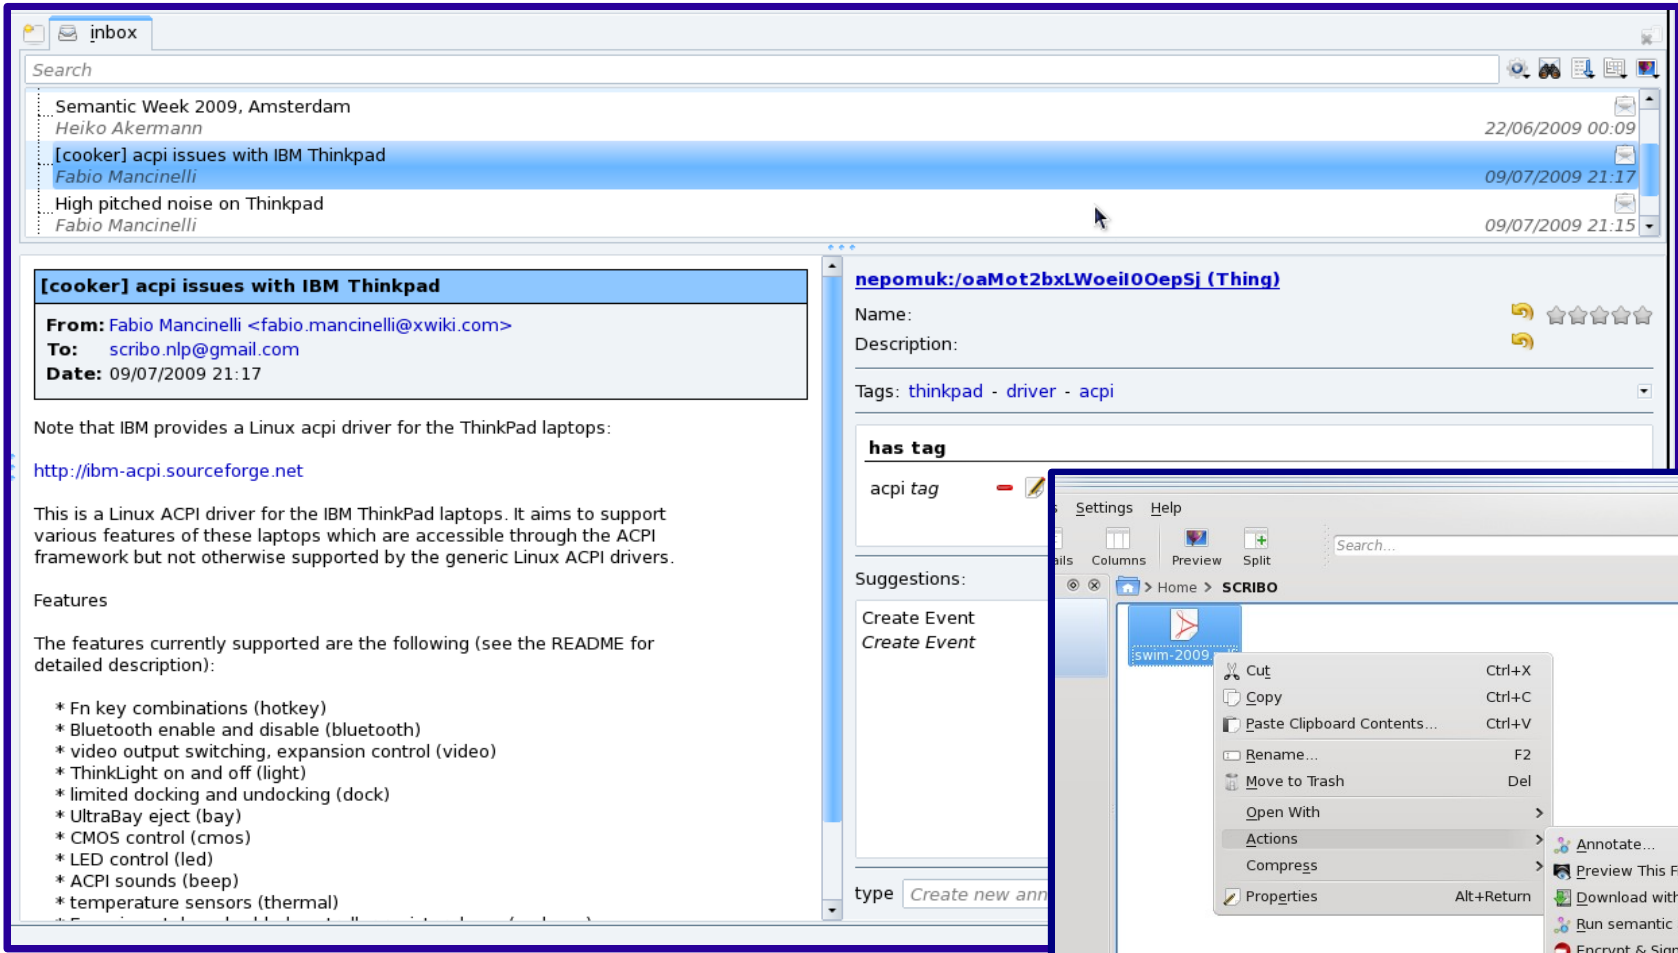 inbox
Search
Semantic Week 2009, Amsterdam
Heiko Akermann 22/06/2009 00:09
[cooker] acpi issues with IBM Thinkpad
Fabio Mancinelli 09/07/2009 21:17
High pitched noise on Thinkpad
Fabio Mancinelli 09/07/2009 21:15
[cooker] acpi issues with IBM Thinkpad
From: Fabio Mancinelli <fabio.mancinelli@xwiki.com>
To: scribo.nlp@gmail.com
Date: 09/07/2009 21:17
Note that IBM provides a Linux acpi driver for the ThinkPad laptops:
http://ibm-acpi.sourceforge.net
This is a Linux ACPI driver for the IBM ThinkPad laptops. It aims to support
various features of these laptops which are accessible through the ACPI
framework but not otherwise supported by the generic Linux ACPI drivers.
Features
The features currently supported are the following (see the README for
detailed description):
* Fn key combinations (hotkey)
* Bluetooth enable and disable (bluetooth)
* video output switching, expansion control (video)
* ThinkLight on and off (light)
* limited docking and undocking (dock)
* UltraBay eject (bay)
* CMOS control (cmos)
* LED control (led)
* ACPI sounds (beep)
* temperature sensors (thermal)
nepomuk:/oaMot2bxLWoeiI0OepSj (Thing)
Name:
Description:
Tags: thinkpad - driver - acpi
has tag
acpi tag
Suggestions:
Create Event
Create Event
type Create new ann
s Settings Help
ails Columns Preview Split Search...
> Home > SCRIBO
swim-2009.
Cut Ctrl+X
Copy Ctrl+C
Paste Clipboard Contents... Ctrl+V
Rename... F2
Move to Trash Del
Open With
Actions
Compress
Properties Alt+Return
Annotate...
Preview This F
Download with
Run semantic
Encrypt & Sign